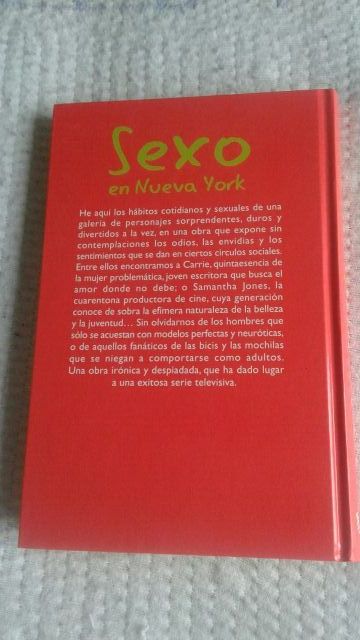 Sexo
en Nueva York
He aquí los hábitos cotidianos y sexuales de una
galería de personajes sorprendentes, duros y
divertidos a la vez, en una obra que expone sin
contemplaciones los odios, las envidias y los
sentimientos que se dan en ciertos círculos sociales.
Entre ellos encontramos a Carrie, quintaesencia de
la mujer problemática, joven escritora que busca el
amor donde no debe; o Samantha Jones, la
cuarentona productora de cine, cuya generación
conoce de sobra la efímera naturaleza de la belleza
y la juventud... Sin olvidarnos de los hombres que
sólo se acuestan con modelos perfectas y neuróticas,
o de aquellos fanáticos de las bicis y las mochilas
que se niegan a comportarse como adultos.
Una obra irónica y despiadada, que ha dado lugar
a una exitosa serie televisiva.